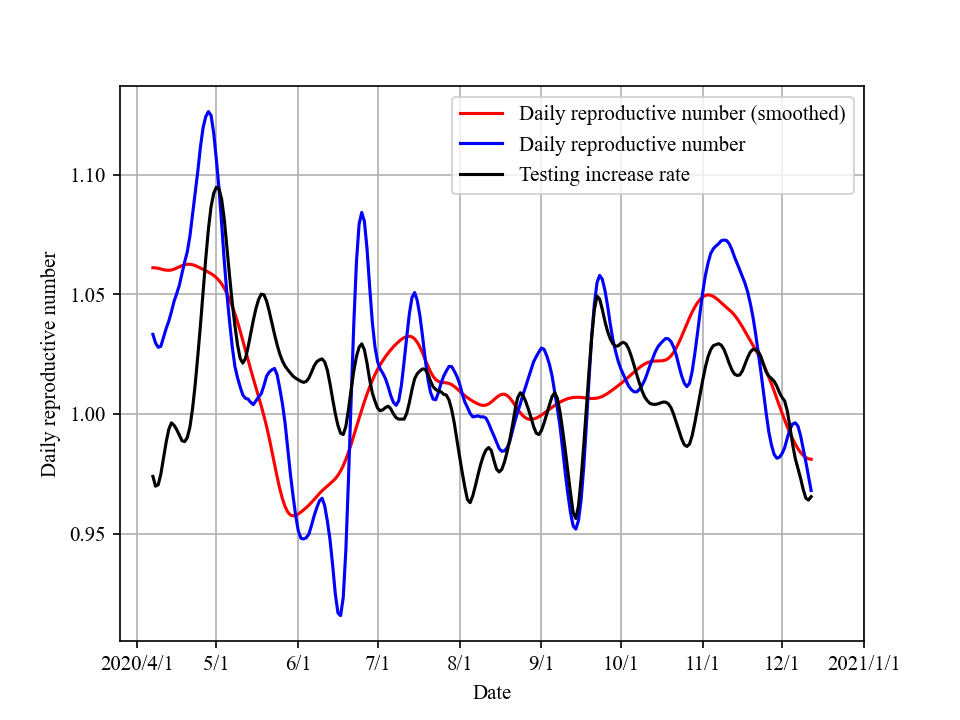 Daily reproductive number (smoothed)
Daily reproductive number
Testing increase rate
Daily reproductive number
1.10
1.05
1.00
0.95
2020/4/1 5/1 6/1 7/1 8/1 9/1 10/1 11/1 12/1 2021/1/1
Date